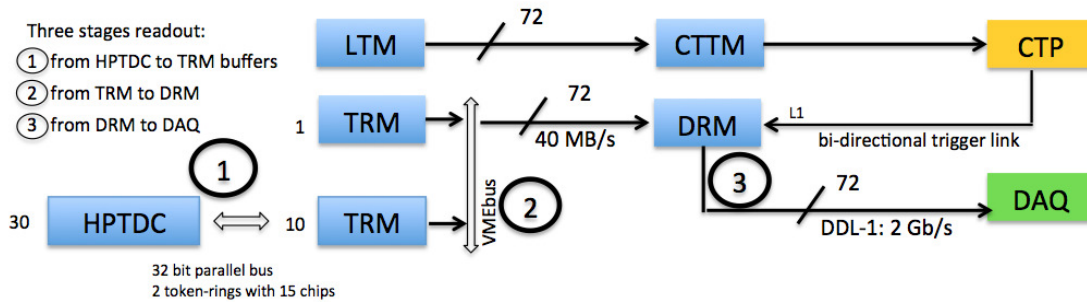 Three stages readout:
1 from HPTDC to TRM buffers
2 from TRM to DRM
3 from DRM to DAQ
LTM
72
CTTM
CTP
1
TRM
72
40 MB/s
DRM
L1
bi-directional trigger link
1
30
HPTDC
10
TRM
VMEbus
2
3
72
DDL-1: 2 Gb/s
DAQ
32 bit parallel bus
2 token-rings with 15 chips